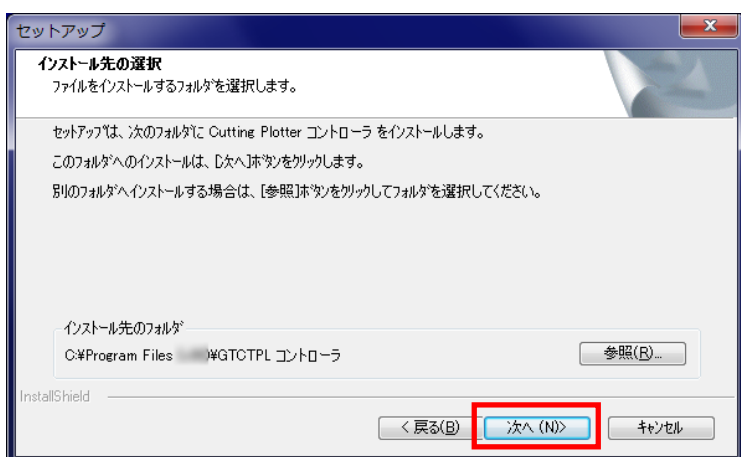 セットアップ
インストール先の選択
ファイルをインストールするフォルダを選択します。
セットアップは、次のフォルダに Cutting Plotter コントローラ をインストールします。
このフォルダへのインストールは、[次へ]ボタンをクリックします。
別のフォルダへインストールする場合は、[参照]ボタンをクリックしてフォルダを選択してください。
インストール先のフォルダ
C:¥Program Files ¥GTCTPL コントローラ
参照(R)...
InstallShield
< 戻る(B)
次へ (N)>
キャンセル